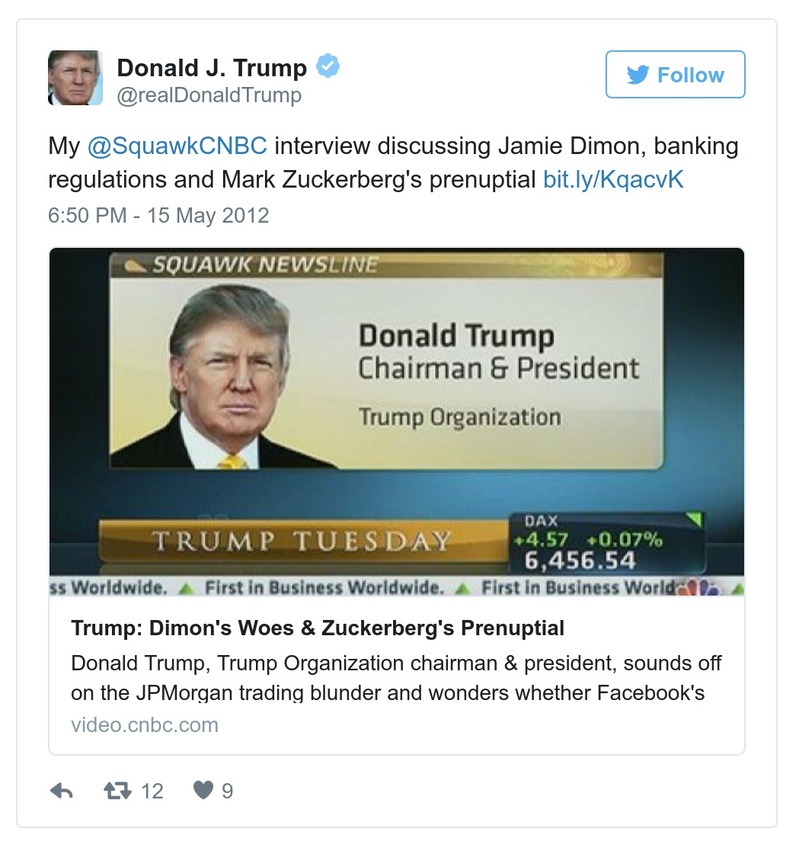 Donald J. Trump
@realDonaldTrump
Follow
My @SquawkCNBC interview discussing Jamie Dimon, banking
regulations and Mark Zuckerberg's prenuptial bit.ly/KqacvK
6:50 PM - 15 May 2012
SQUAWK NEWSLINE
Donald Trump
Chairman & President
Trump Organization
TRUMP TUESDAY
DAX
+4.57 +0.07%
6,456.54
ss Worldwide. First in Business Worldwide. First in Business World
Trump: Dimon's Woes & Zuckerberg's Prenuptial
Donald Trump, Trump Organization chairman & president, sounds off
on the JPMorgan trading blunder and wonders whether Facebook's
video.cnbc.com
12
9